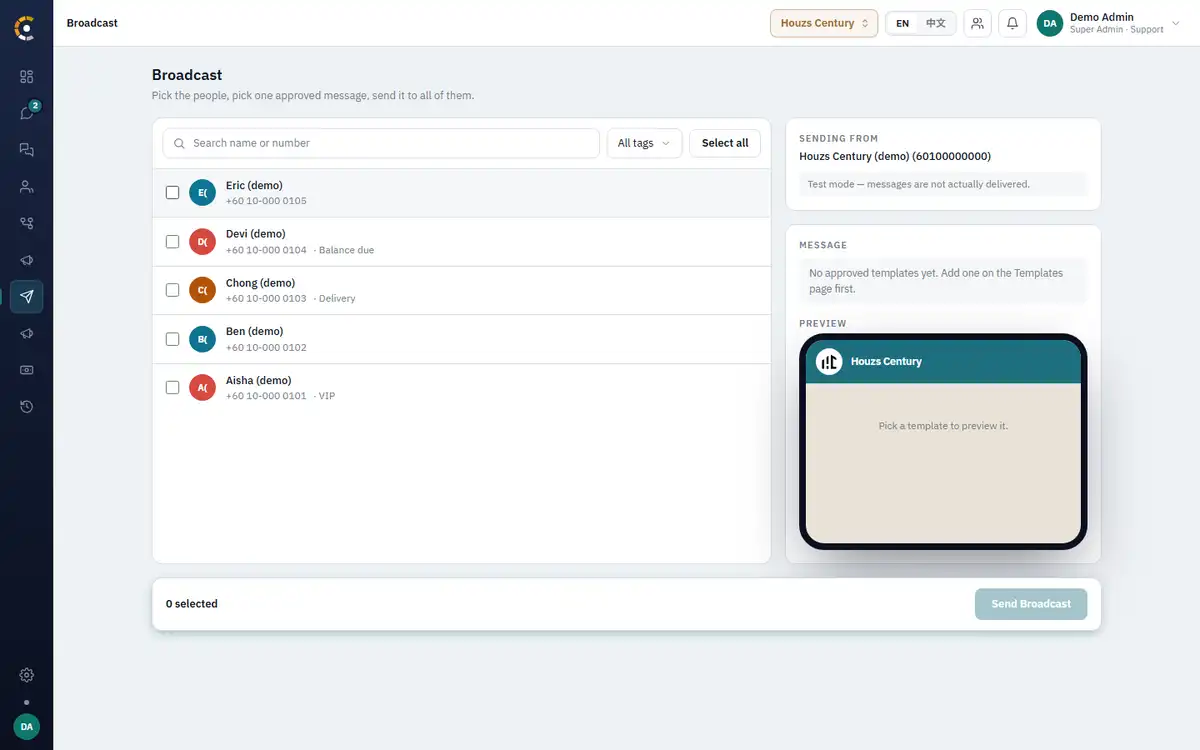 Broadcast
Houzs Century
EN
中文
DA
Demo Admin
Super Admin · Support
2
Broadcast
Pick the people, pick one approved message, send it to all of them.
Search name or number
All tags
Select all
E(
Eric (demo)
+60 10-000 0105
D(
Devi (demo)
+60 10-000 0104 · Balance due
C(
Chong (demo)
+60 10-000 0103 · Delivery
B(
Ben (demo)
+60 10-000 0102
A(
Aisha (demo)
+60 10-000 0101 · VIP
SENDING FROM
Houzs Century (demo) (60100000000)
Test mode — messages are not actually delivered.
MESSAGE
No approved templates yet. Add one on the Templates
page first.
PREVIEW
Houzs Century
Pick a template to preview it.
0 selected
Send Broadcast
DA